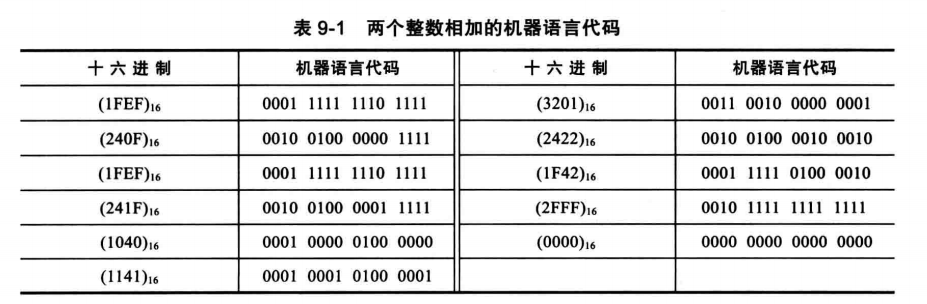 表 9-1 两个整数相加的机器语言代码
十六进制 机器语言代码 十六进制 机器语言代码
(1FEF)₁₆ 0001 1111 1110 1111 (3201)₁₆ 0011 0010 0000 0001
(240F)₁₆ 0010 0100 0000 1111 (2422)₁₆ 0010 0100 0010 0010
(1FEF)₁₆ 0001 1111 1110 1111 (1F42)₁₆ 0001 1111 0100 0010
(241F)₁₆ 0010 0100 0001 1111 (2FFF)₁₆ 0010 1111 1111 1111
(1040)₁₆ 0001 0000 0100 0000 (0000)₁₆ 0000 0000 0000 0000
(1141)₁₆ 0001 0001 0100 0001